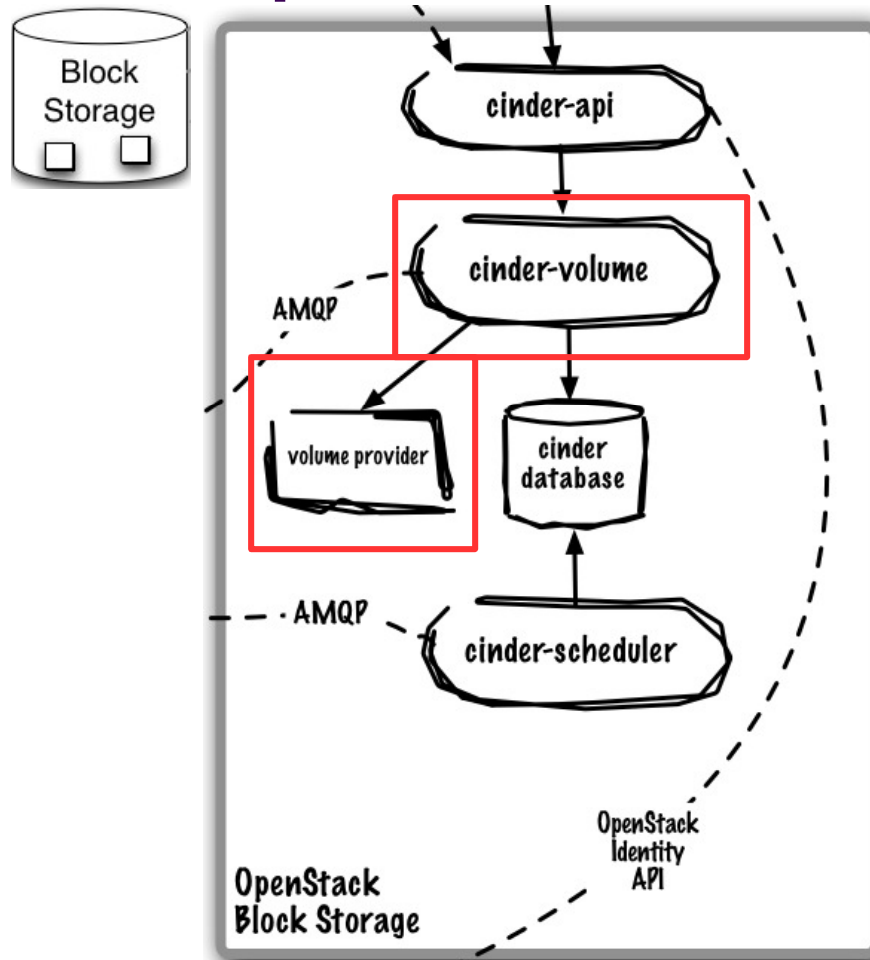 Block
Storage
cinder-api
cinder-volume
AMQP
volume provider
cinder
database
AMQP
cinder-scheduler
OpenStack
Identity
API
OpenStack
Block Storage